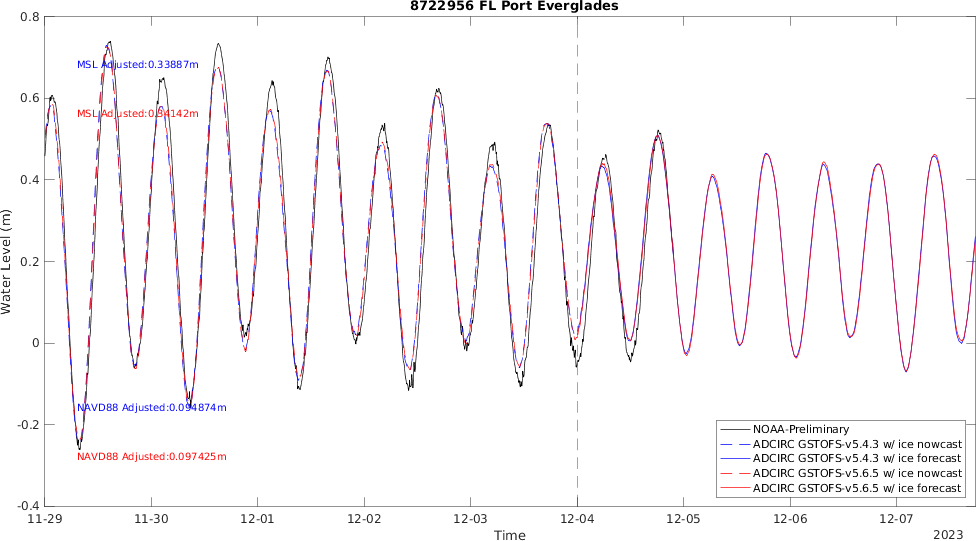 8722956 FL Port Everglades
0.8
0.6
0.4
0.2
0
-0.2
-0.4
Water Level (m)
MSL Adjusted:0.33887m
MSL Adjusted:0.34142m
NAVD88 Adjusted:0.094874m
NAVD88 Adjusted:0.097425m
NOAA-Preliminary
ADCIRC GSTOFS-v5.4.3 w/ ice nowcast
ADCIRC GSTOFS-v5.4.3 w/ ice forecast
ADCIRC GSTOFS-v5.6.5 w/ ice nowcast
ADCIRC GSTOFS-v5.6.5 w/ ice forecast
11-29 11-30 12-01 12-02 12-03 12-04 12-05 12-06 12-07
Time
2023